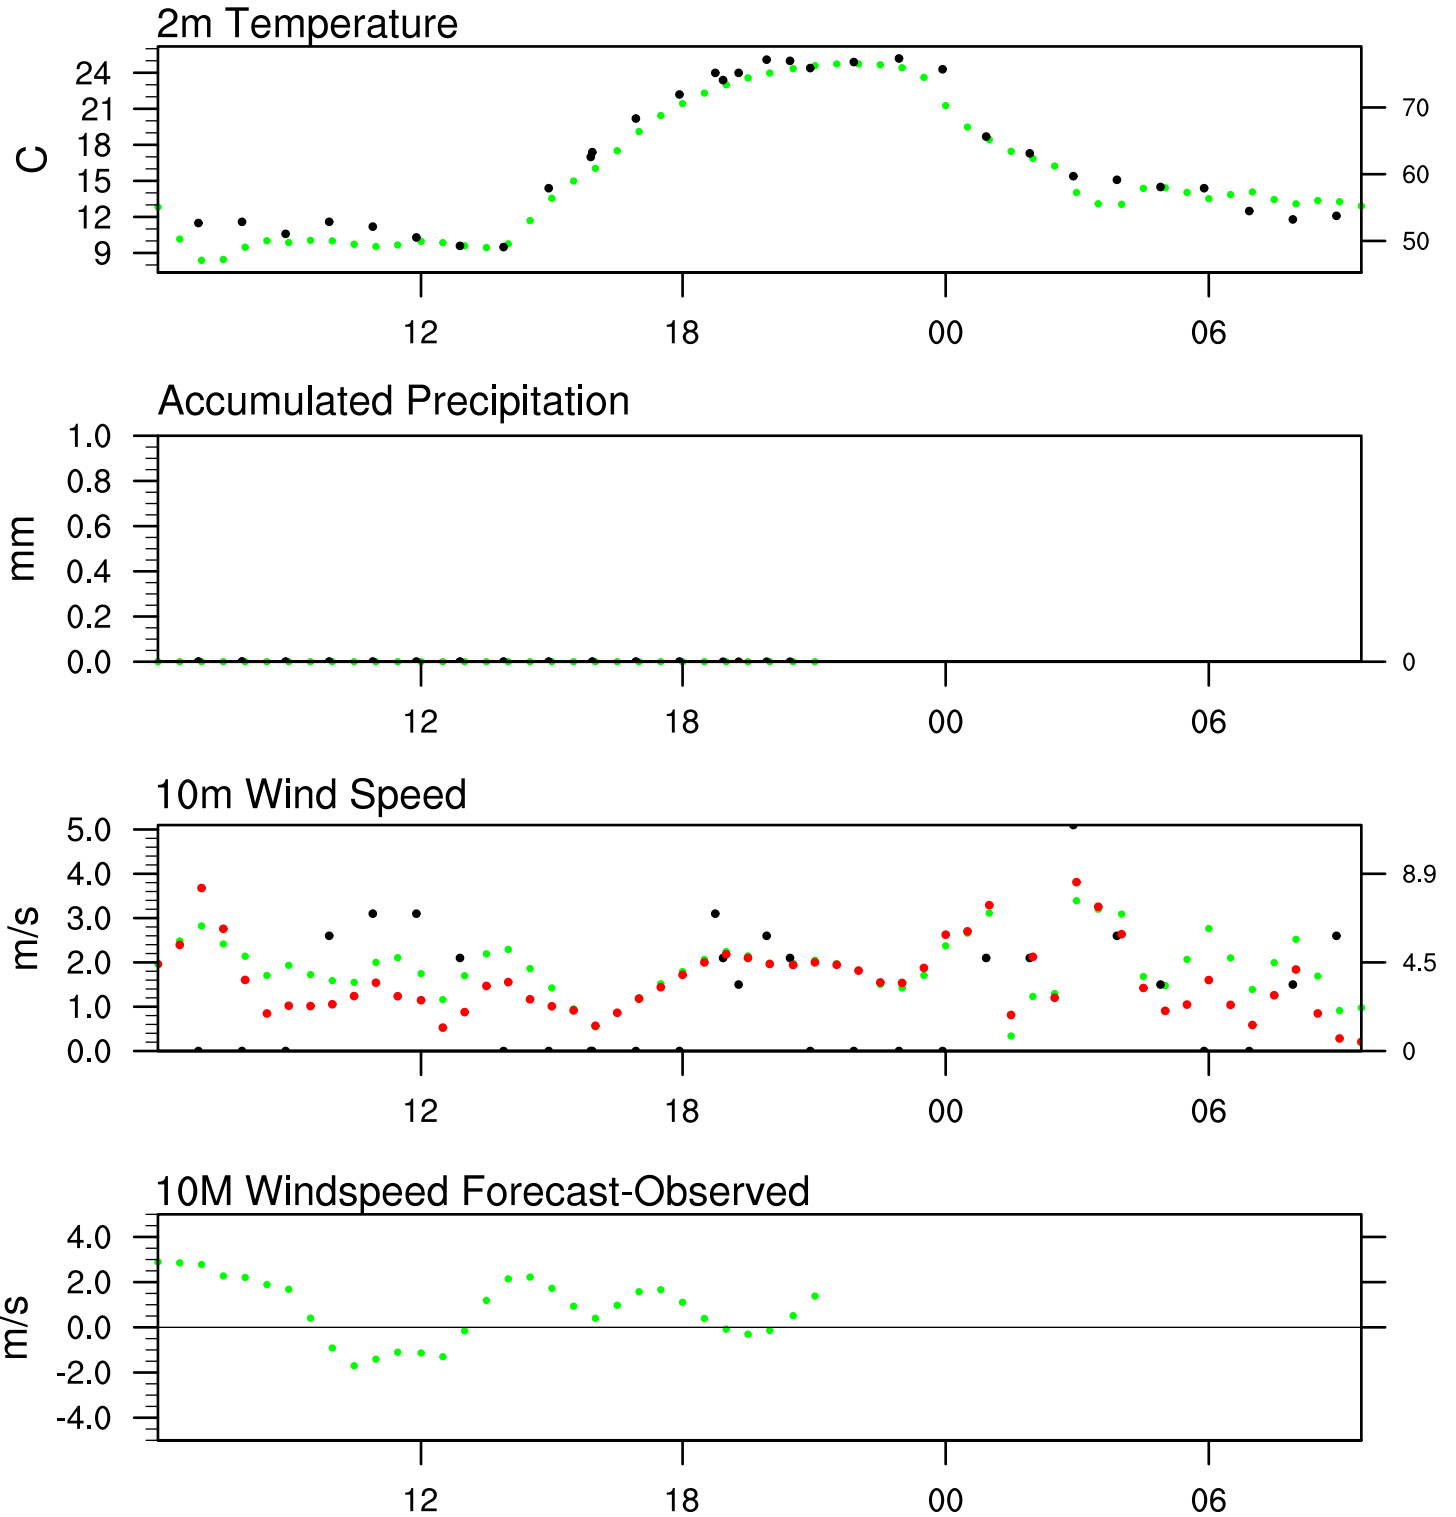 2m Temperature
24
21
18
15
12
9
C
70
60
50
12 18 00 06
Accumulated Precipitation
1.0
0.8
0.6
0.4
0.2
0.0
mm
0
12 18 00 06
10m Wind Speed
5.0
4.0
3.0
2.0
1.0
0.0
m/s
8.9
4.5
0
12 18 00 06
10M Windspeed Forecast-Observed
4.0
2.0
0.0
-2.0
-4.0
m/s
12 18 00 06